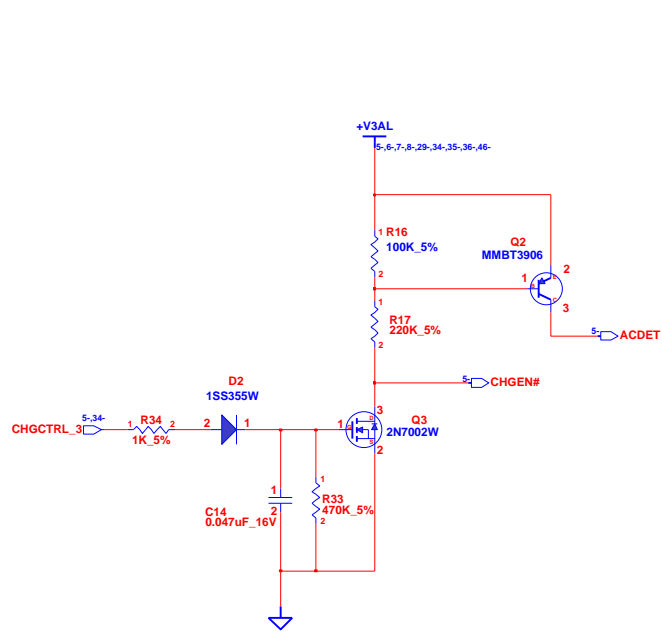 +V3AL
5-,6-,7-,8-,29-,34-,35-,36-,46-
1 R16
100K_5%
2
Q2
MMBT3906
1
B
E
2
C
3
1
R17
220K_5%
2
5-
ACDET
5-
CHGEN#
D2
1SS355W
5-,34-
CHGCTRL_3
1
R34
2
1K_5%
2
1
1
G
D
S
3
Q3
2N7002W
2
1
C14
2
0.047uF_16V
1
R33
470K_5%
2